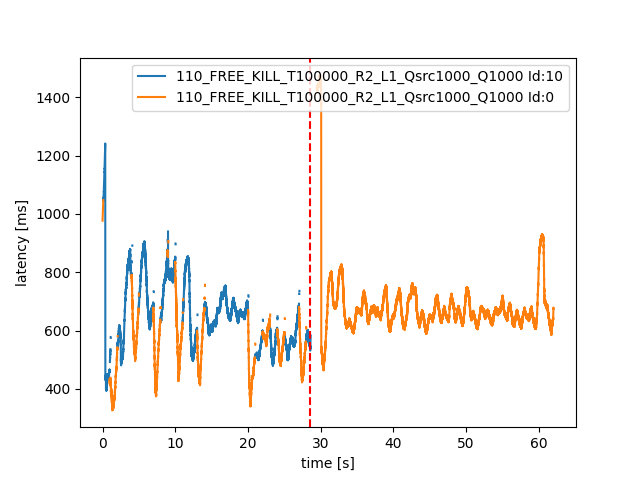 110_FREE_KILL_T100000_R2_L1_Qsrc1000_Q1000 Id:10
110_FREE_KILL_T100000_R2_L1_Qsrc1000_Q1000 Id:0
1400
1200
1000
800
600
400
latency [ms]
0 10 20 30 40 50 60
time [s]